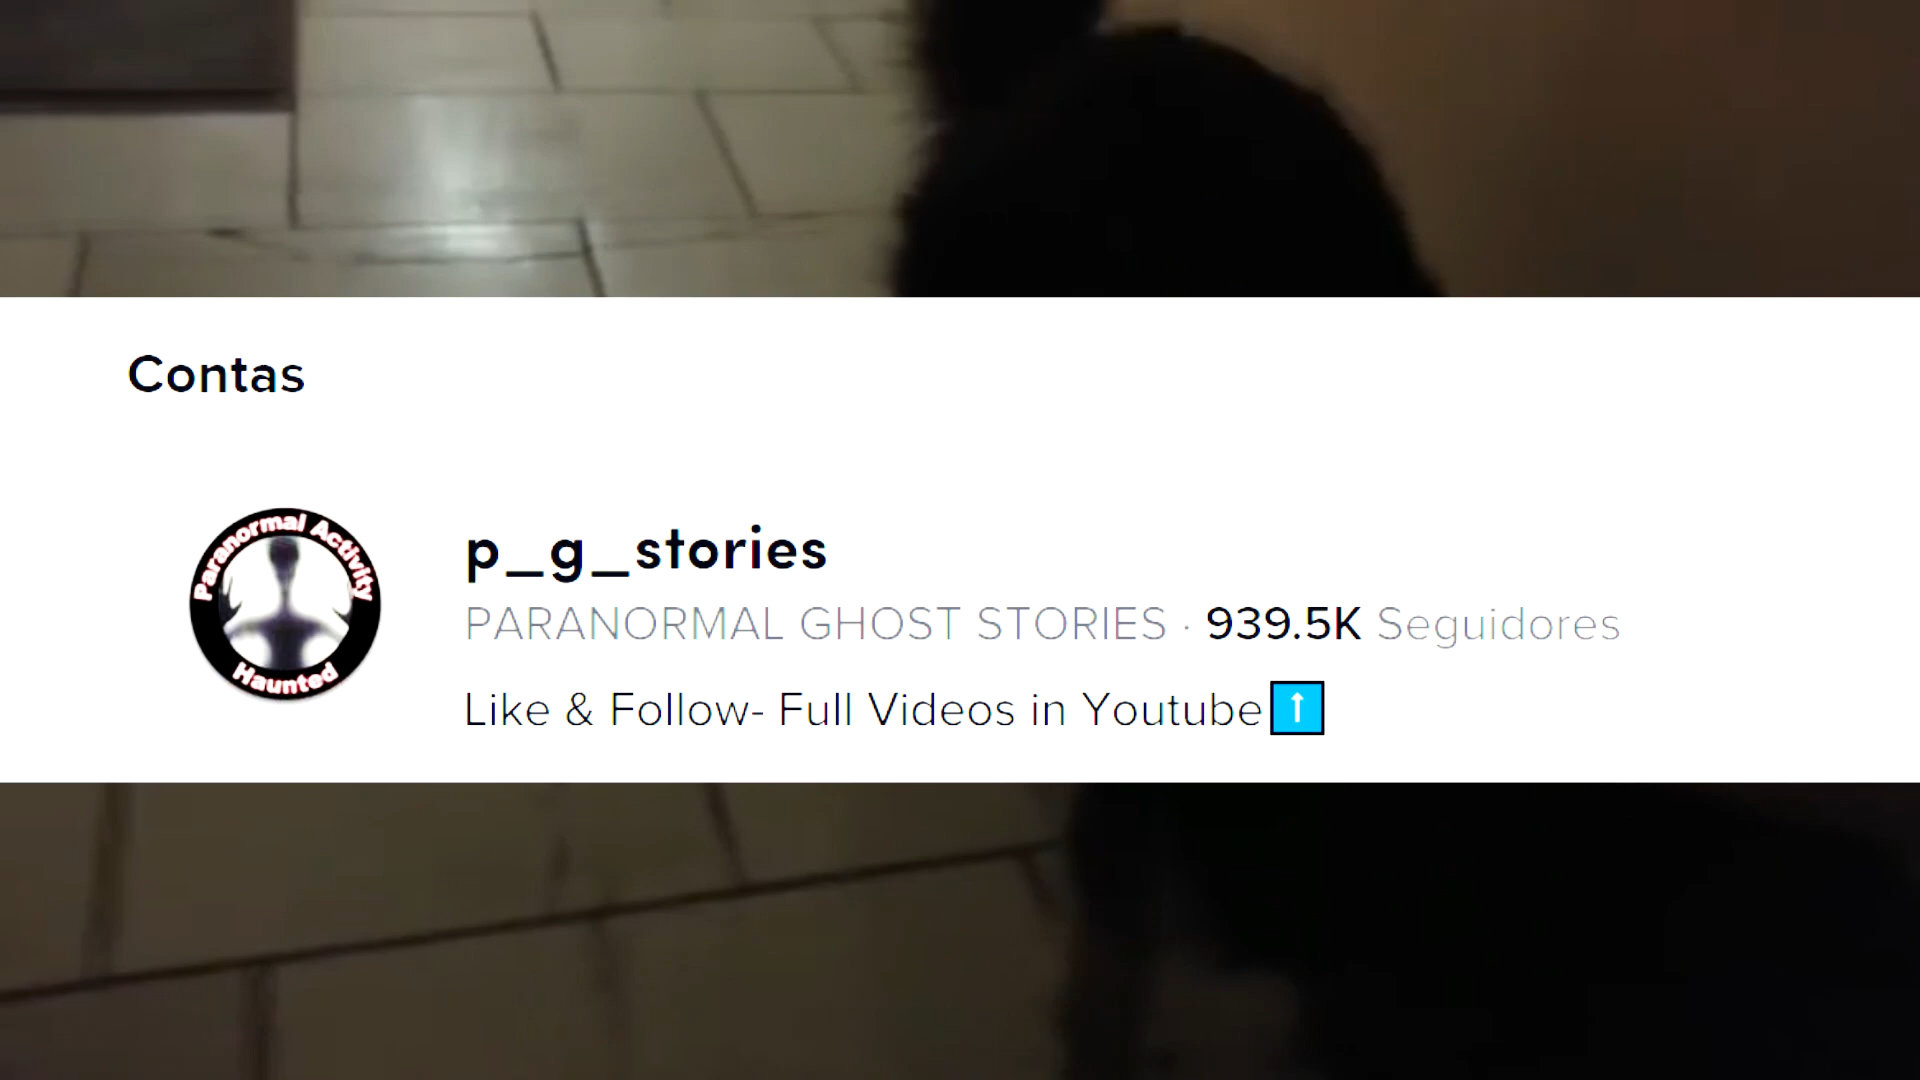 Contas
Paranormal Activity
Haunted
p_g_stories
PARANORMAL GHOST STORIES · 939.5K Seguidores
Like & Follow- Full Videos in Youtube⬆